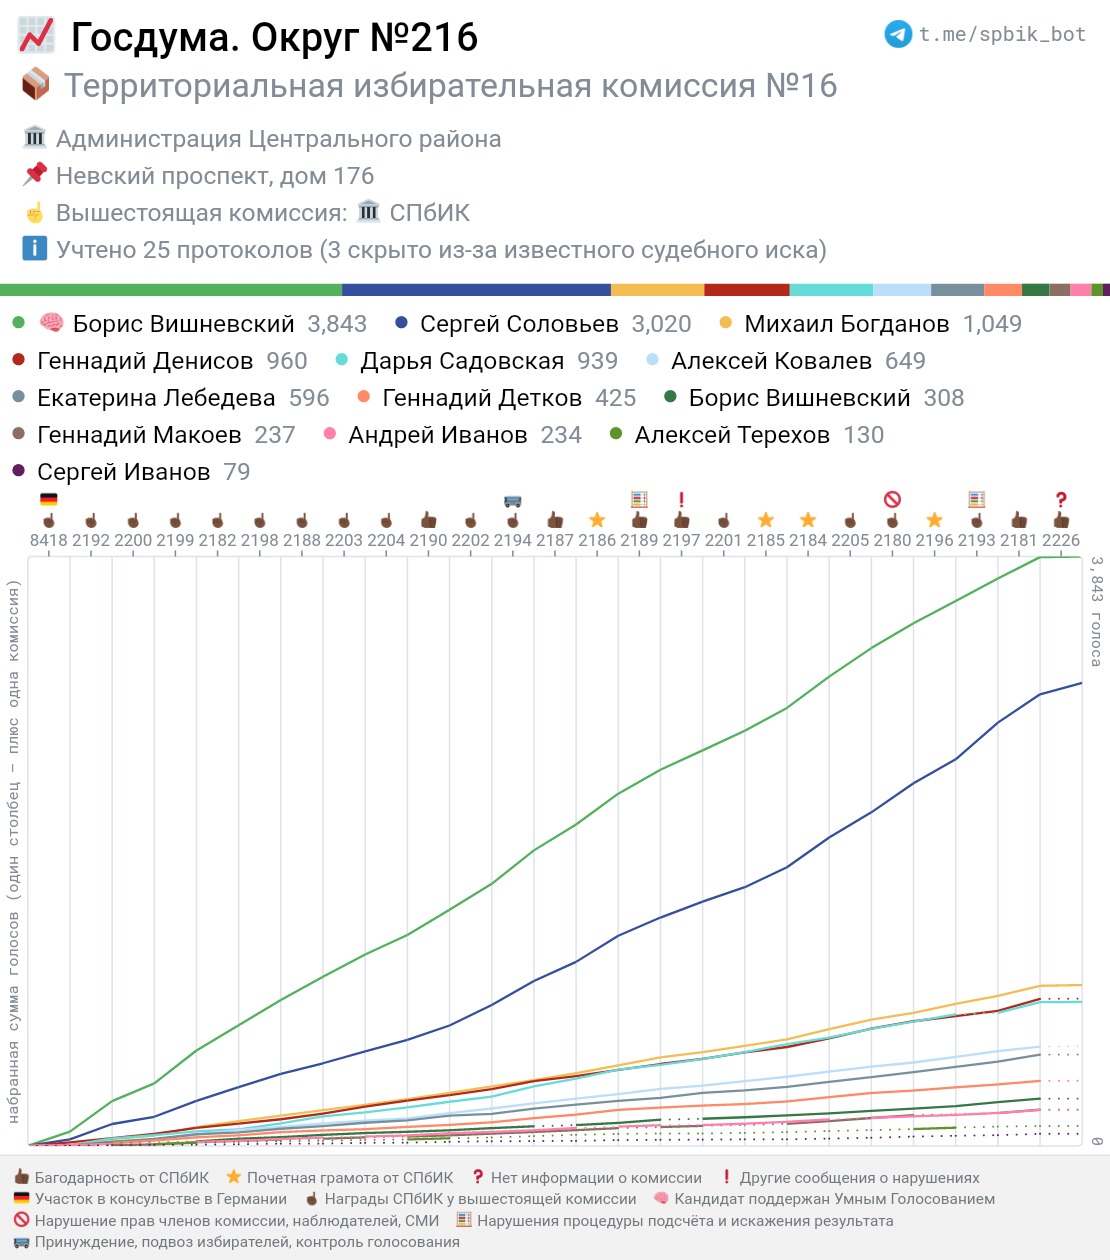 Госдума. Округ №216
t.me/spbik_bot
Территориальная избирательная комиссия №16
Администрация Центрального района
Невский проспект, дом 176
Вышестоящая комиссия: СПбИК
Учтено 25 протоколов (3 скрыто из-за известного судебного иска)
Борис Вишневский 3,843 Сергей Соловьев 3,020 Михаил Богданов 1,049
Геннадий Денисов 960 Дарья Садовская 939 Алексей Ковалев 649
Екатерина Лебедева 596 Геннадий Детков 425 Борис Вишневский 308
Геннадий Макоев 237 Андрей Иванов 234 Алексей Терехов 130
Сергей Иванов 79
8418 2192 2200 2199 2182 2198 2188 2203 2204 2190 2202 2194 2187 2186 2189 2197 2201 2185 2184 2205 2180 2196 2193 2181 2226
набранная сумма голосов (один столбец – плюс одна комиссия)
3,843 голоса
0
Багодарность от СПбИК Почетная грамота от СПбИК Нет информации о комиссии Другие сообщения о нарушениях
Участок в консульстве в Германии Награды СПбИК у вышестоящей комиссии Кандидат поддержан Умным Голосованием
Нарушение прав членов комиссии, наблюдателей, СМИ Нарушения процедуры подсчёта и искажения результата
Принуждение, подвоз избирателей, контроль голосования